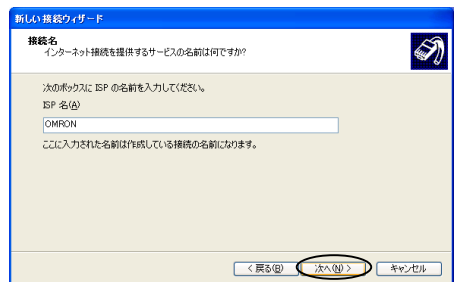 新しい接続ウィザード
接続名
インターネット接続を提供するサービスの名前は何ですか?
次のボックスに ISP の名前を入力してください。
ISP 名(A)
OMRON
ここに入力された名前は作成している接続の名前になります。
< 戻る(B)
次へ(N) >
キャンセル